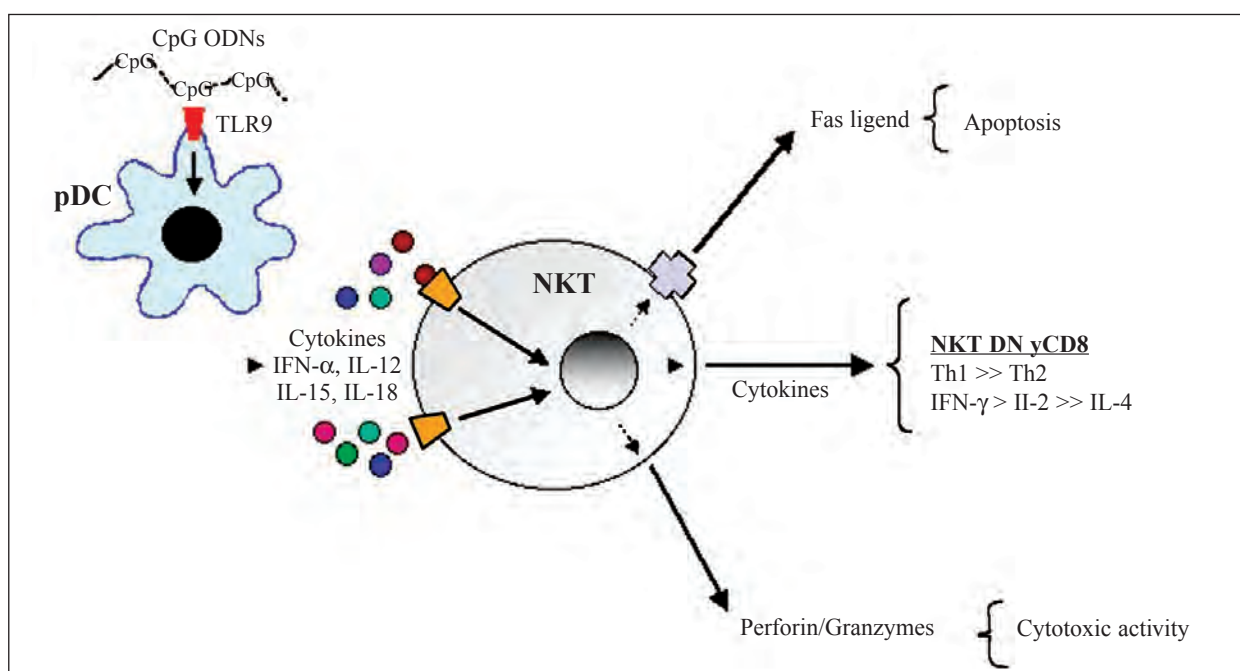 CpG ODNs
CpG
CpG
CpG
TLR9
pDC
NKT
Cytokines
IFN-α, IL-12
IL-15, IL-18
Fas ligend
Apoptosis
Cytokines
NKT DN yCD8
Th1 >> Th2
IFN-γ > Il-2 >> IL-4
Perforin/Granzymes
Cytotoxic activity